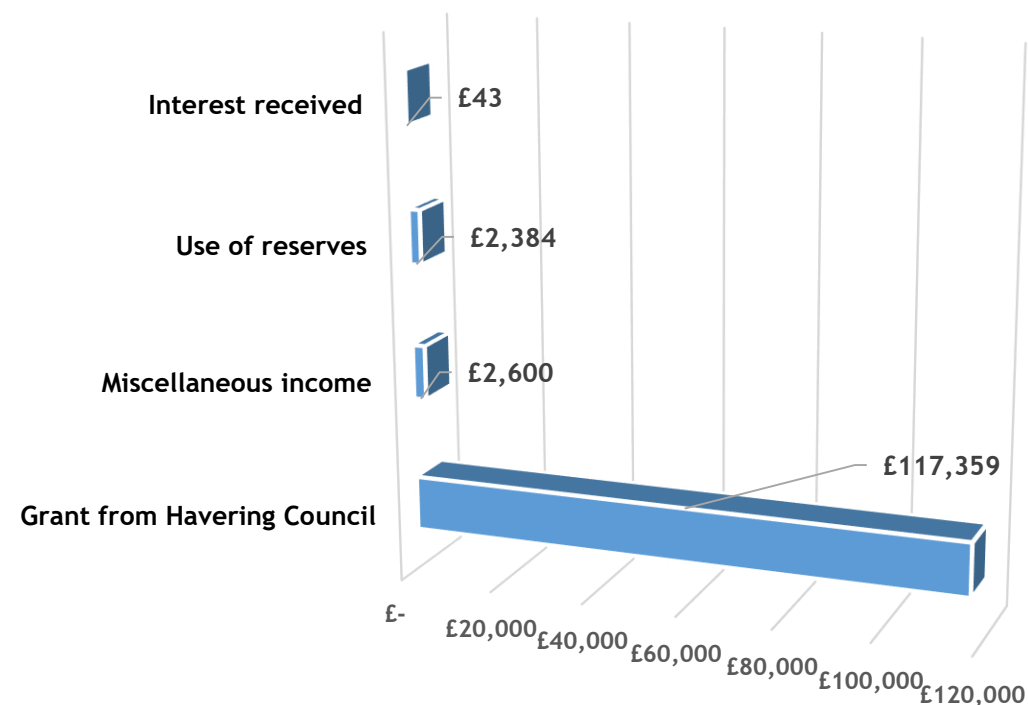 Interest received
£43
Use of reserves
£2,384
Miscellaneous income
£2,600
Grant from Havering Council
£117,359
£-
£20,000
£40,000
£60,000
£80,000
£100,000
£120,000